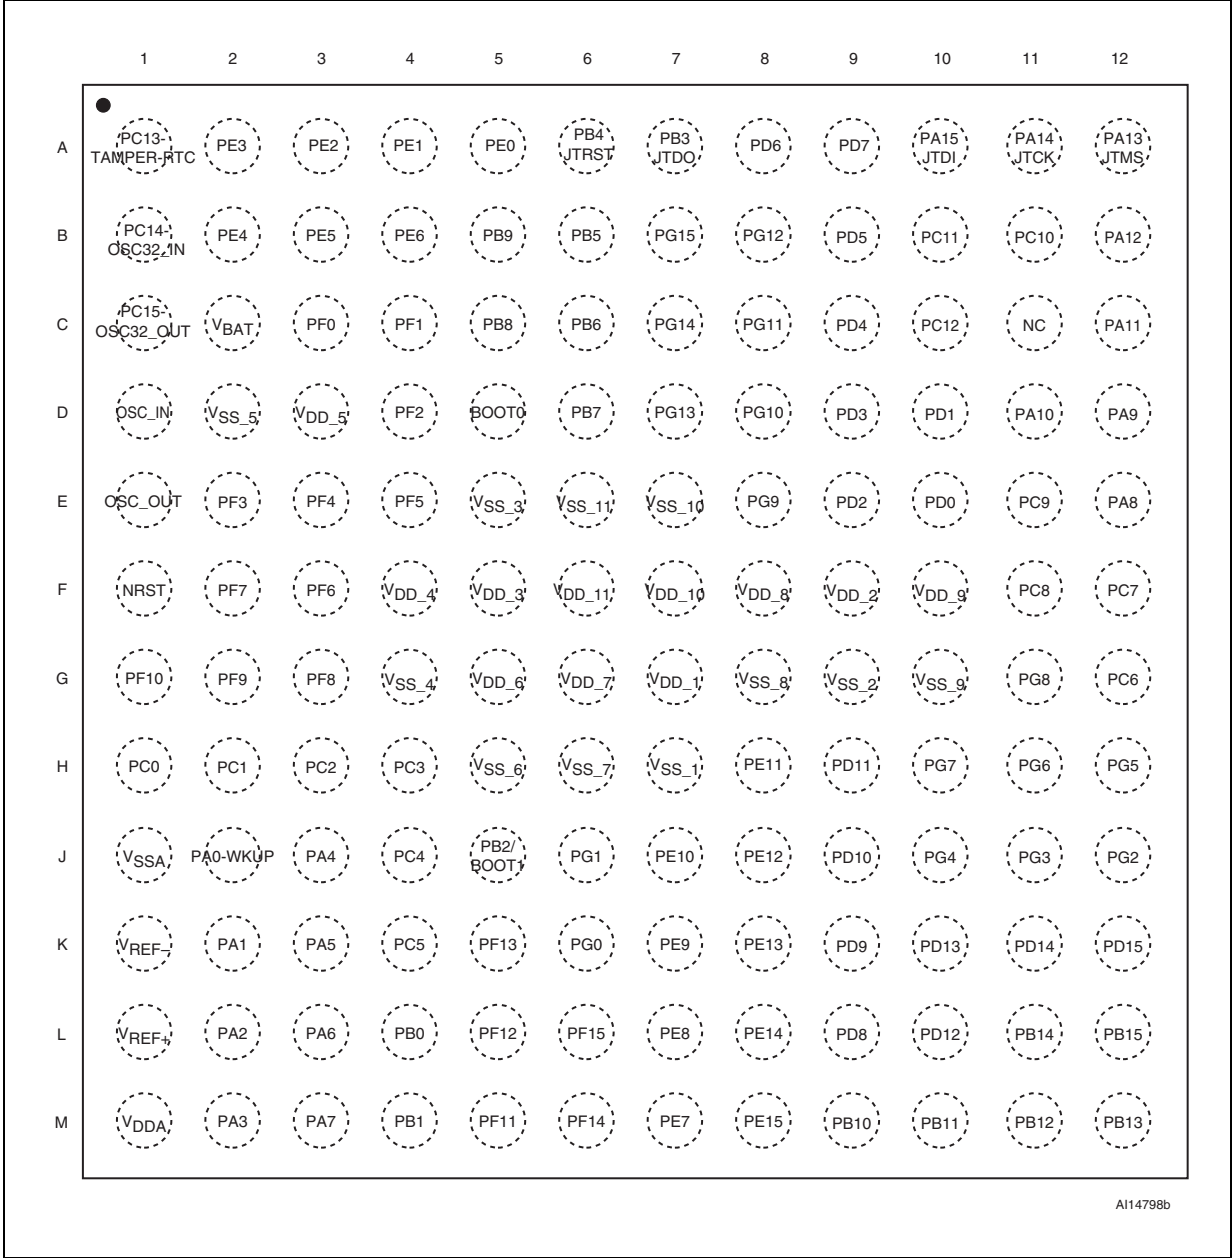 1 2 3 4 5 6 7 8 9 10 11 12
A PC13-TAMPER-RTC PE3 PE2 PE1 PE0 PB4 JTRST PB3 JTDO PD6 PD7 PA15 JTDI PA14 JTCK PA13 JTMS
B PC14-OSC32_IN PE4 PE5 PE6 PB9 PB5 PG15 PG12 PD5 PC11 PC10 PA12
C PC15-OSC32_OUT VBAT PF0 PF1 PB8 PB6 PG14 PG11 PD4 PC12 NC PA11
D OSC_IN VSS_5 VDD_5 PF2 BOOT0 PB7 PG13 PG10 PD3 PD1 PA10 PA9
E OSC_OUT PF3 PF4 PF5 VSS_3 VSS_11 VSS_10 PG9 PD2 PD0 PC9 PA8
F NRST PF7 PF6 VDD_4 VDD_3 VDD_11 VDD_10 VDD_8 VDD_2 VDD_9 PC8 PC7
G PF10 PF9 PF8 VSS_4 VDD_6 VDD_7 VDD_1 VSS_8 VSS_2 VSS_9 PG8 PC6
H PC0 PC1 PC2 PC3 VSS_6 VSS_7 VSS_1 PE11 PD11 PG7 PG6 PG5
J VSSA PA0-WKUP PA4 PC4 PB2/ BOOT1 PG1 PE10 PE12 PD10 PG4 PG3 PG2
K VREF– PA1 PA5 PC5 PF13 PG0 PE9 PE13 PD9 PD13 PD14 PD15
L VREF+ PA2 PA6 PB0 PF12 PF15 PE8 PE14 PD8 PD12 PB14 PB15
M VDDA PA3 PA7 PB1 PF11 PF14 PE7 PE15 PB10 PB11 PB12 PB13
AI14798b